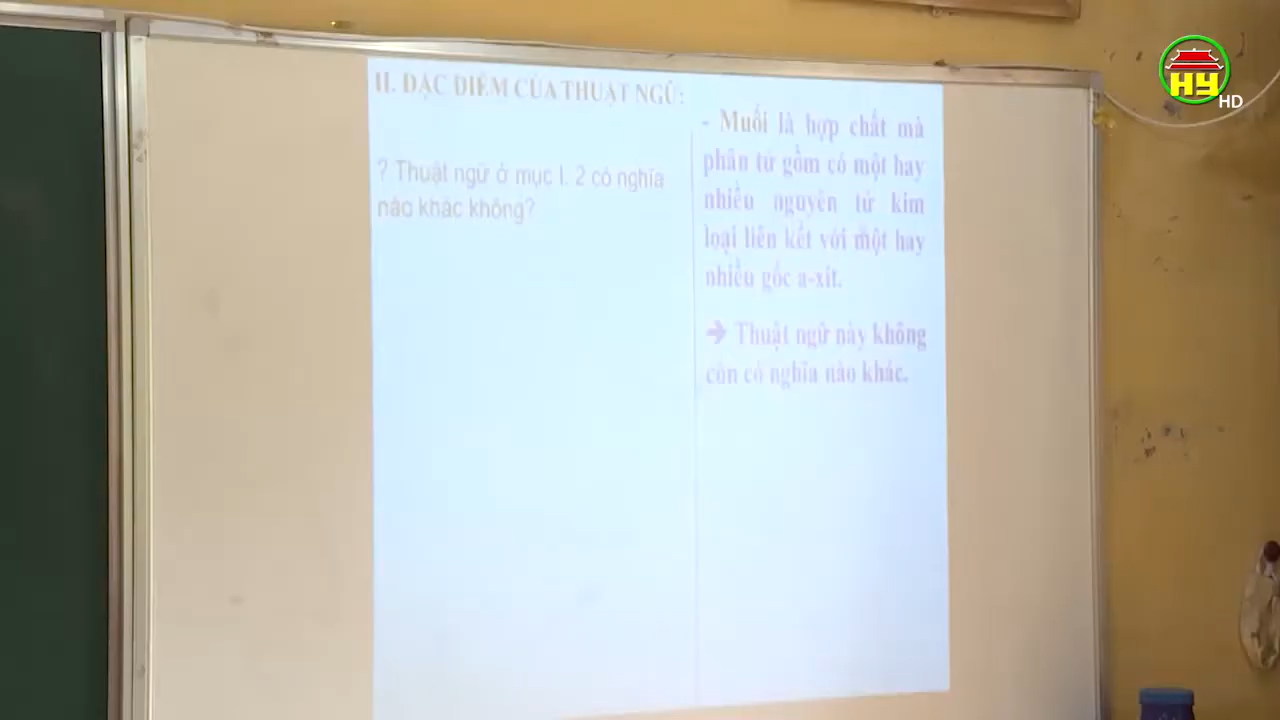 II. ĐẶC ĐIỂM CỦA THUẬT NGỮ:
? Thuật ngữ ở mục I. 2 có nghĩa
nào khác không?
- Muối là hợp chất mà
phân tử gồm có một hay
nhiều nguyên tử kim
loại liên kết với một hay
nhiều gốc a-xít.
➔ Thuật ngữ này không
còn có nghĩa nào khác.
HY
HD